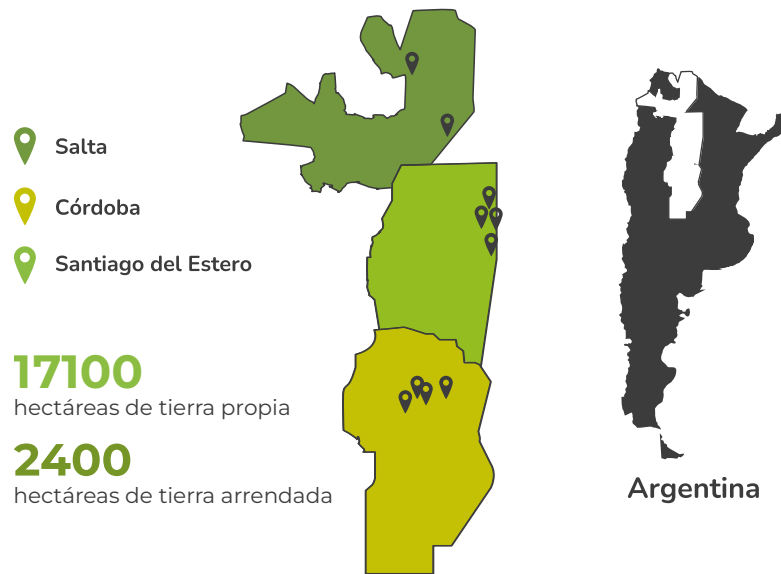 Salta
Córdoba
Santiago del Estero
17100
hectáreas de tierra propia
2400
hectáreas de tierra arrendada
Argentina